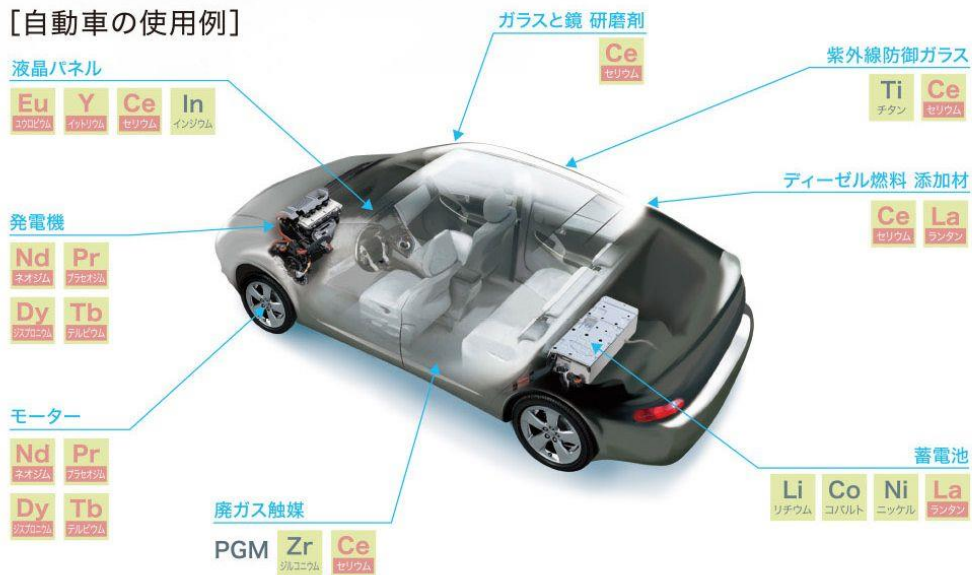 [自動車の使用例]
液晶パネル
Eu Y Ce In
ユウロピウム イットリウム セリウム インジウム
ガラスと鏡 研磨剤
Ce
セリウム
紫外線防御ガラス
Ti Ce
チタン セリウム
ディーゼル燃料 添加材
Ce La
セリウム ランタン
発電機
Nd Pr
ネオジム プラセオジム
Dy Tb
ジスプロニウム テルビウム
モーター
Nd Pr
ネオジム プラセオジム
Dy Tb
ジスプロニウム テルビウム
廃ガス触媒
PGM Zr Ce
ジルコニウム セリウム
蓄電池
Li Co Ni La
リチウム コバルト ニッケル ランタン